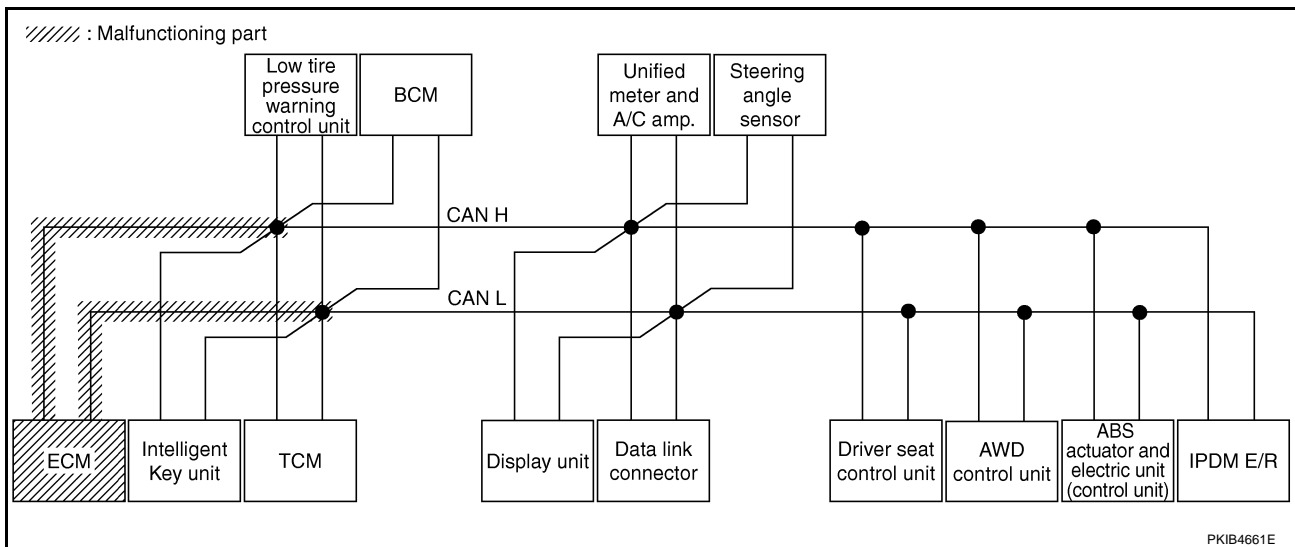 : Malfunctioning part
Low tire
pressure
warning
control unit
BCM
Unified
meter and
A/C amp.
Steering
angle
sensor
CAN H
CAN L
ECM
Intelligent
Key unit
TCM
Display unit
Data link
connector
Driver seat
control unit
AWD
control unit
ABS
actuator and
electric unit
(control unit)
IPDM E/R
PKIB4661E